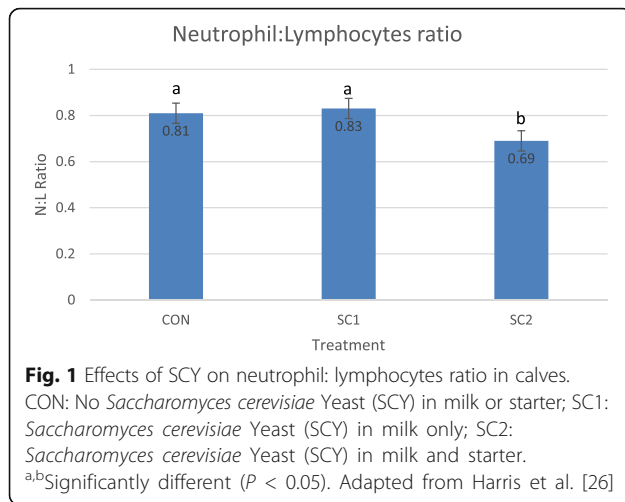 Neutrophil:Lymphocytes ratio
1
a
a
b
0.8
0.81
0.83
0.69
0.6
0.4
0.2
0
N:L Ratio
CON
SC1
SC2
Treatment
Fig. 1 Effects of SCY on neutrophil: lymphocytes ratio in calves.
CON: No Saccharomyces cerevisiae Yeast (SCY) in milk or starter; SC1:
Saccharomyces cerevisiae Yeast (SCY) in milk only; SC2:
Saccharomyces cerevisiae Yeast (SCY) in milk and starter.
a,bSignificantly different (P < 0.05). Adapted from Harris et al. [26]